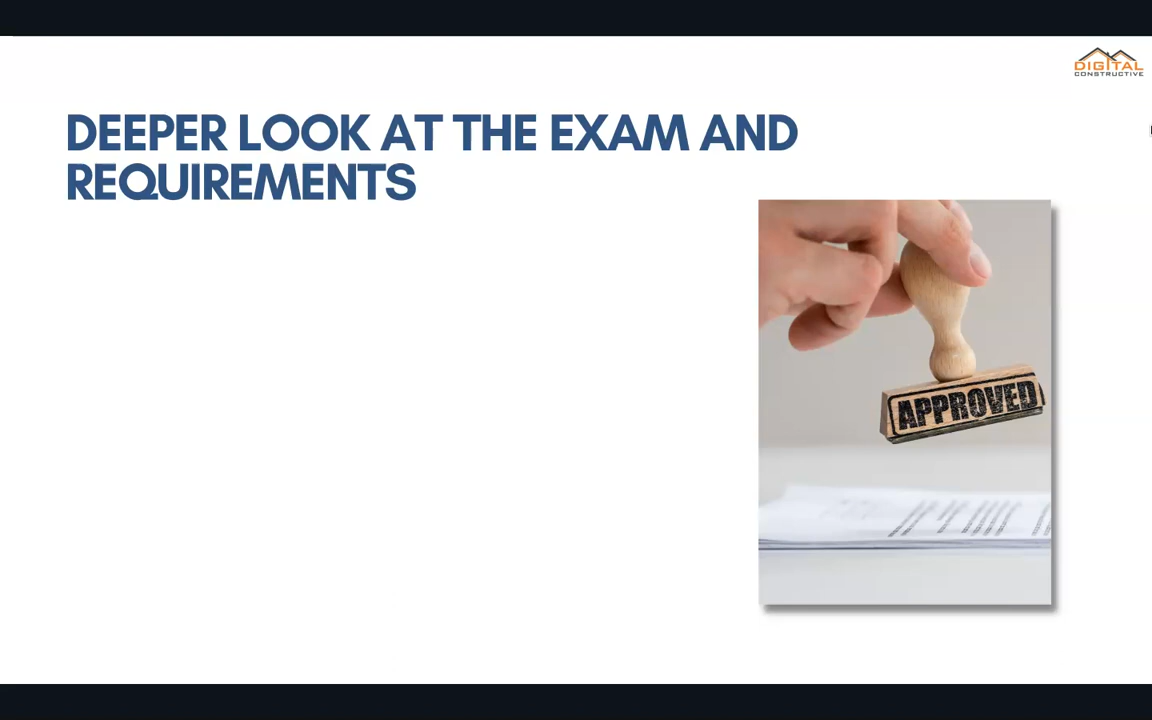 DIGITAL
CONSTRUCTIVE
DEEPER LOOK AT THE EXAM AND
REQUIREMENTS
APPROVED